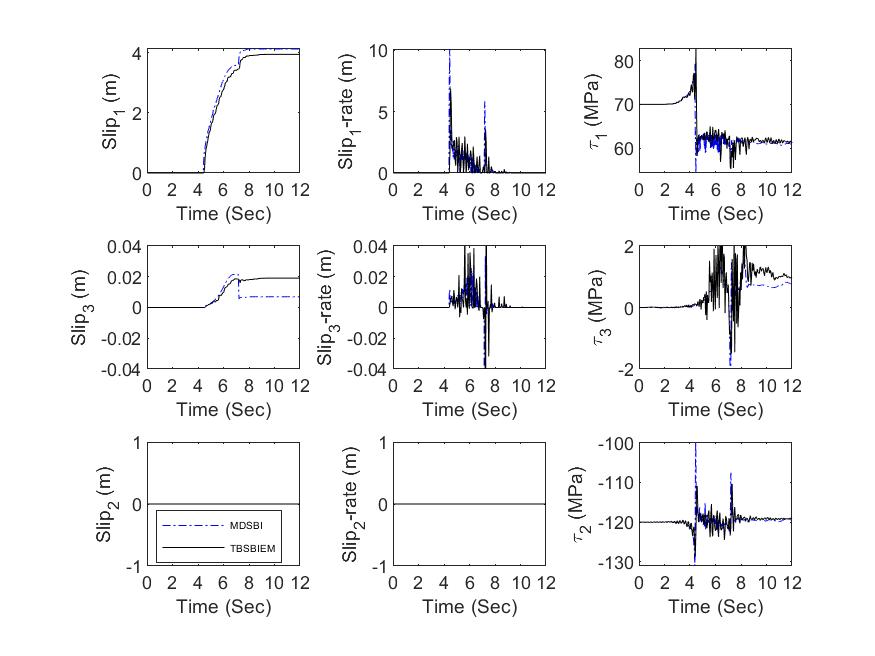 4
2
0
0 2 4 6 8 10 12
Slip1 (m)
Time (Sec)
10
5
0
0 2 4 6 8 10 12
Slip1-rate (m)
Time (Sec)
80
70
60
0 2 4 6 8 10 12
τ1 (MPa)
Time (Sec)
0.04
0.02
0
-0.02
-0.04
0 2 4 6 8 10 12
Slip3 (m)
Time (Sec)
0.04
0.02
0
-0.02
-0.04
0 2 4 6 8 10 12
Slip3-rate (m)
Time (Sec)
2
0
-2
0 2 4 6 8 10 12
τ3 (MPa)
Time (Sec)
1
0
-1
0 2 4 6 8 10 12
Slip2 (m)
Time (Sec)
MDSBI
TBSBIEM
1
0
-1
0 2 4 6 8 10 12
Slip2-rate (m)
Time (Sec)
-100
-110
-120
-130
0 2 4 6 8 10 12
τ2 (MPa)
Time (Sec)